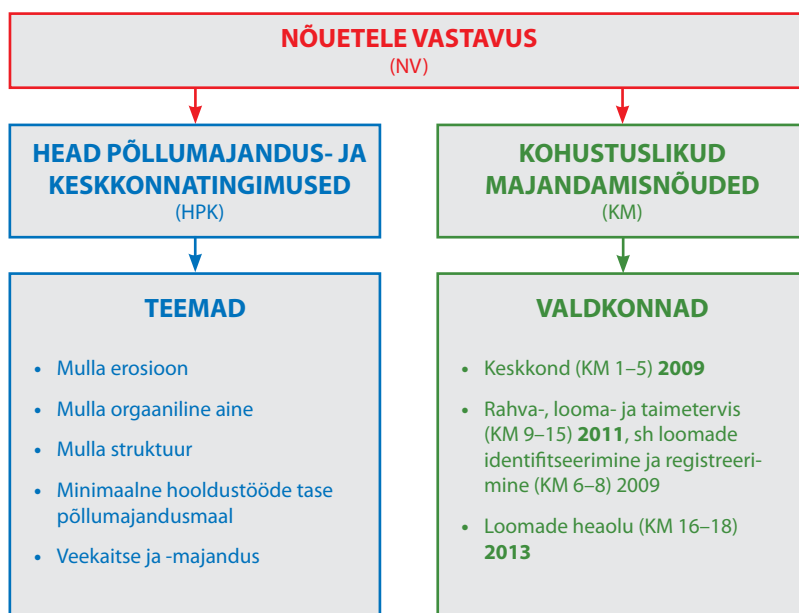 NÕUETELE VASTAVUS
(NV)
HEAD PÕLLUMAJANDUS- JA
KESKKONNATINGIMUSED
(HPK)
TEEMAD
• Mulla erosioon
• Mulla orgaaniline aine
• Mulla struktuur
• Minimaalne hooldustööde tase
põllumajandusmaal
• Veekaitse ja -majandus
KOHUSTUSLIKUD
MAJANDAMISNÕUDED
(KM)
VALDKONNAD
• Keskkond (KM 1–5) 2009
• Rahva-, looma- ja taimetervis
(KM 9–15) 2011, sh loomade
identifitseerimine ja registreeri-
mine (KM 6–8) 2009
• Loomade heaolu (KM 16–18)
2013